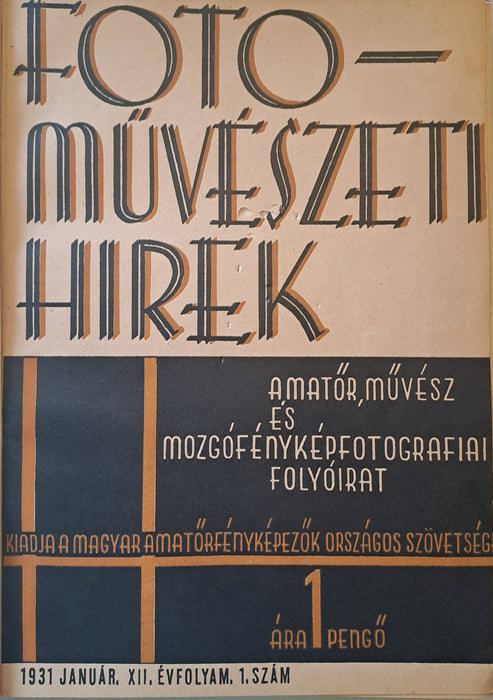 FOTO—
MŰVÉSZETI
HIREK
AMATŐR, MŰVÉSZ
ÉS
MOZGÓFÉNYKÉPFOTOGRAFIAI
FOLYÓIRAT
KIADJA A MAGYAR AMATŐRFÉNYKÉPEZŐK ORSZÁGOS SZÖVETSÉGE
ÁRA 1 PENGŐ
1931 JANUÁR. XII. ÉVFOLYAM. 1. SZÁM